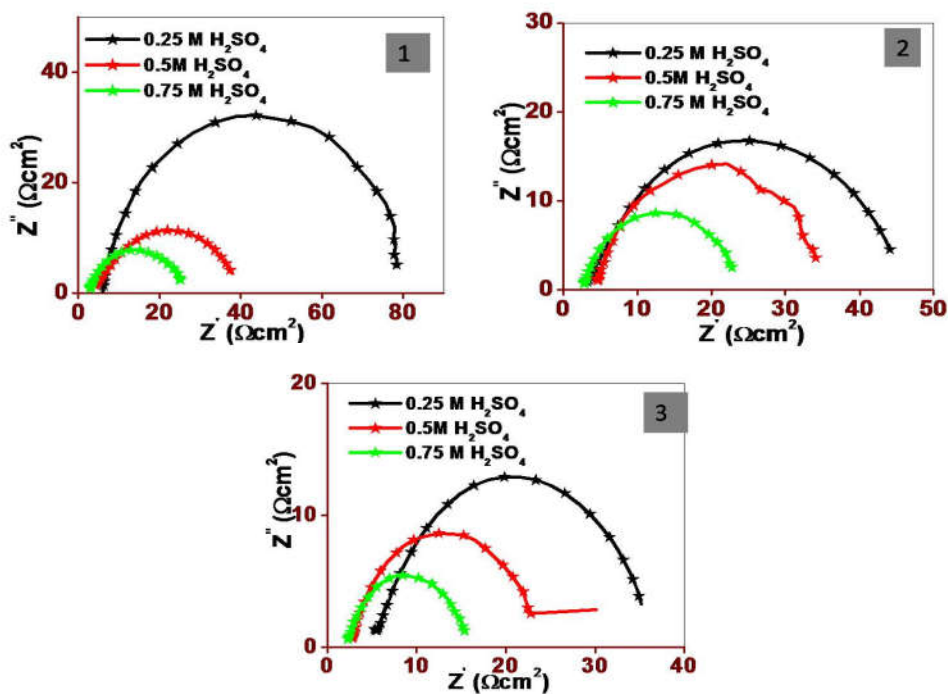 1
0.25 M H₂SO₄
0.5M H₂SO₄
0.75 M H₂SO₄
40
20
0
Z" (Ωcm²)
0 20 40 60 80
Z' (Ωcm²)
2
0.25 M H₂SO₄
0.5M H₂SO₄
0.75 M H₂SO₄
30
20
10
0
Z" (Ωcm²)
0 10 20 30 40 50
Z' (Ωcm²)
3
0.25 M H₂SO₄
0.5M H₂SO₄
0.75 M H₂SO₄
20
10
0
Z" (Ωcm²)
0 10 20 30 40
Z' (Ωcm²)